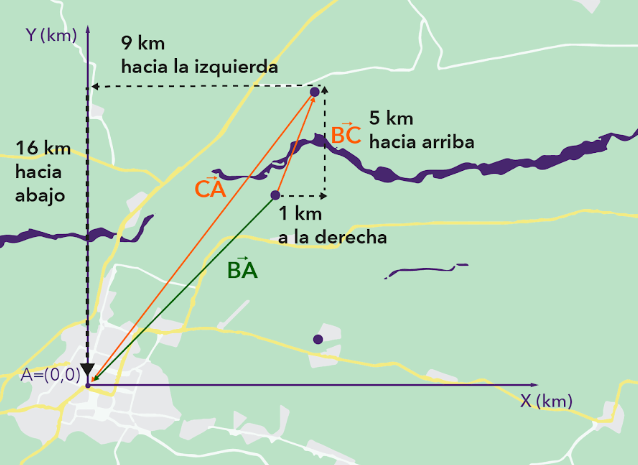 Y (km)
9 km
hacia la izquierda
16 km
hacia
abajo
5 km
hacia arriba
BC
CA
1 km
a la derecha
BA
A=(0,0)
X (km)